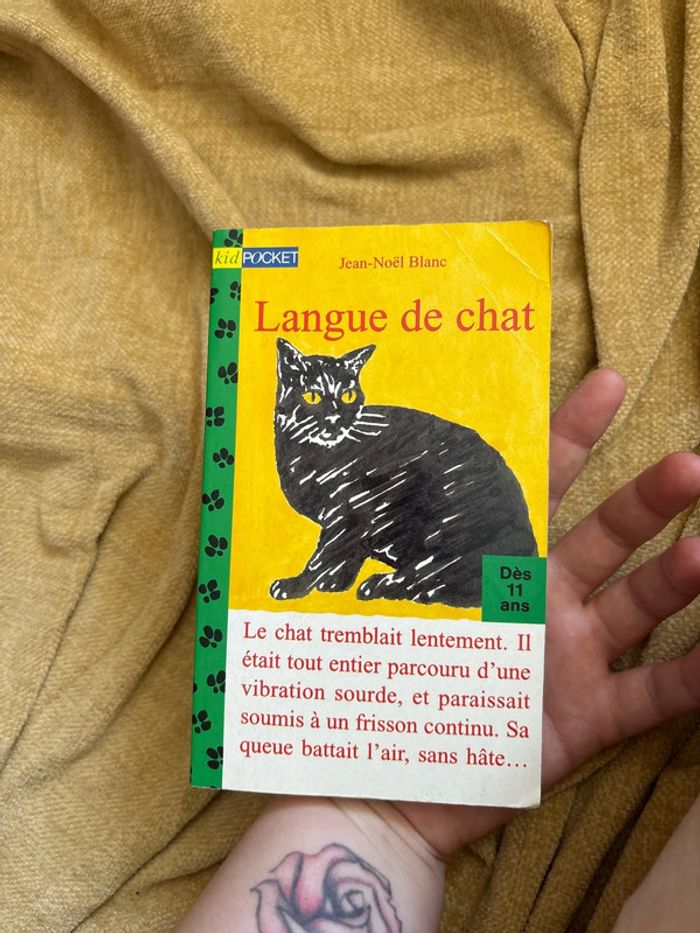 kid POCKET
Jean-Noël Blanc
Langue de chat
Dès
11
ans
Le chat tremblait lentement. Il
était tout entier parcouru d’une
vibration sourde, et paraissait
soumis à un frisson continu. Sa
queue battait l’air, sans hâte…